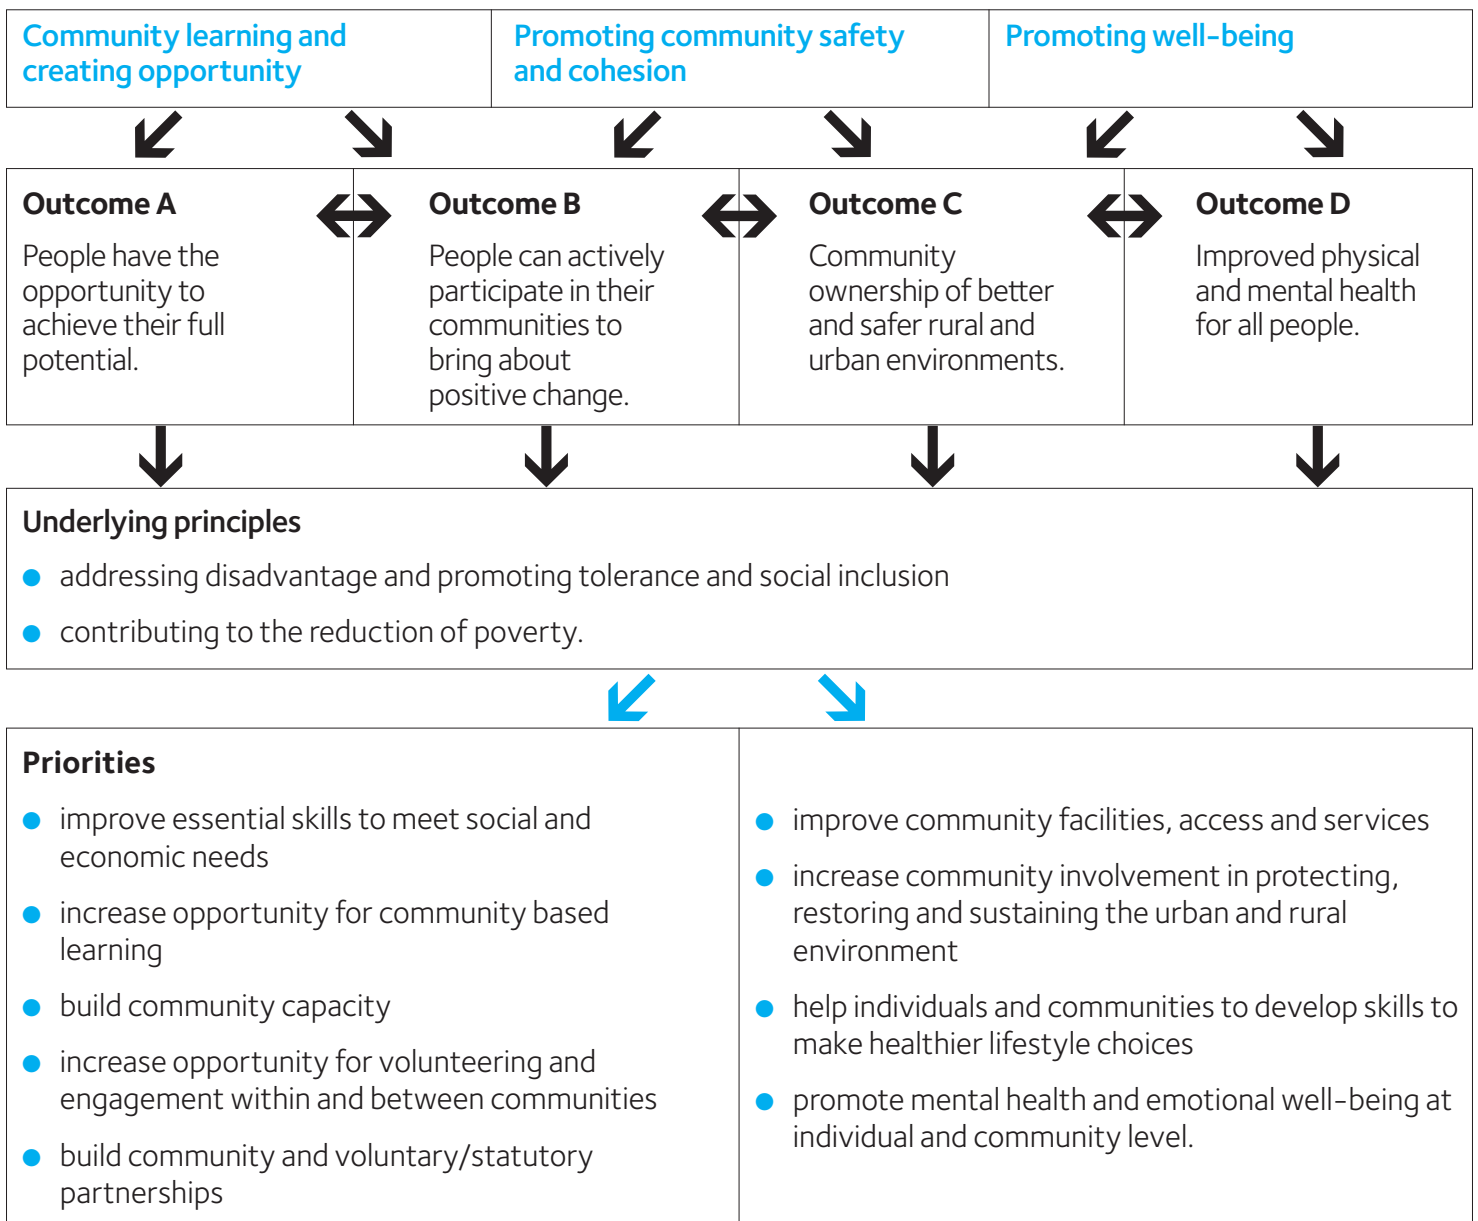 Community learning and
creating opportunity
Promoting community safety
and cohesion
Promoting well-being
Outcome A
People have the
opportunity to
achieve their full
potential.
Outcome B
People can actively
participate in their
communities to
bring about
positive change.
Outcome C
Community
ownership of better
and safer rural and
urban environments.
Outcome D
Improved physical
and mental health
for all people.
Underlying principles
● addressing disadvantage and promoting tolerance and social inclusion
● contributing to the reduction of poverty.
Priorities
● improve essential skills to meet social and
economic needs
● increase opportunity for community based
learning
● build community capacity
● increase opportunity for volunteering and
engagement within and between communities
● build community and voluntary/statutory
partnerships
● improve community facilities, access and services
● increase community involvement in protecting,
restoring and sustaining the urban and rural
environment
● help individuals and communities to develop skills to
make healthier lifestyle choices
● promote mental health and emotional well-being at
individual and community level.